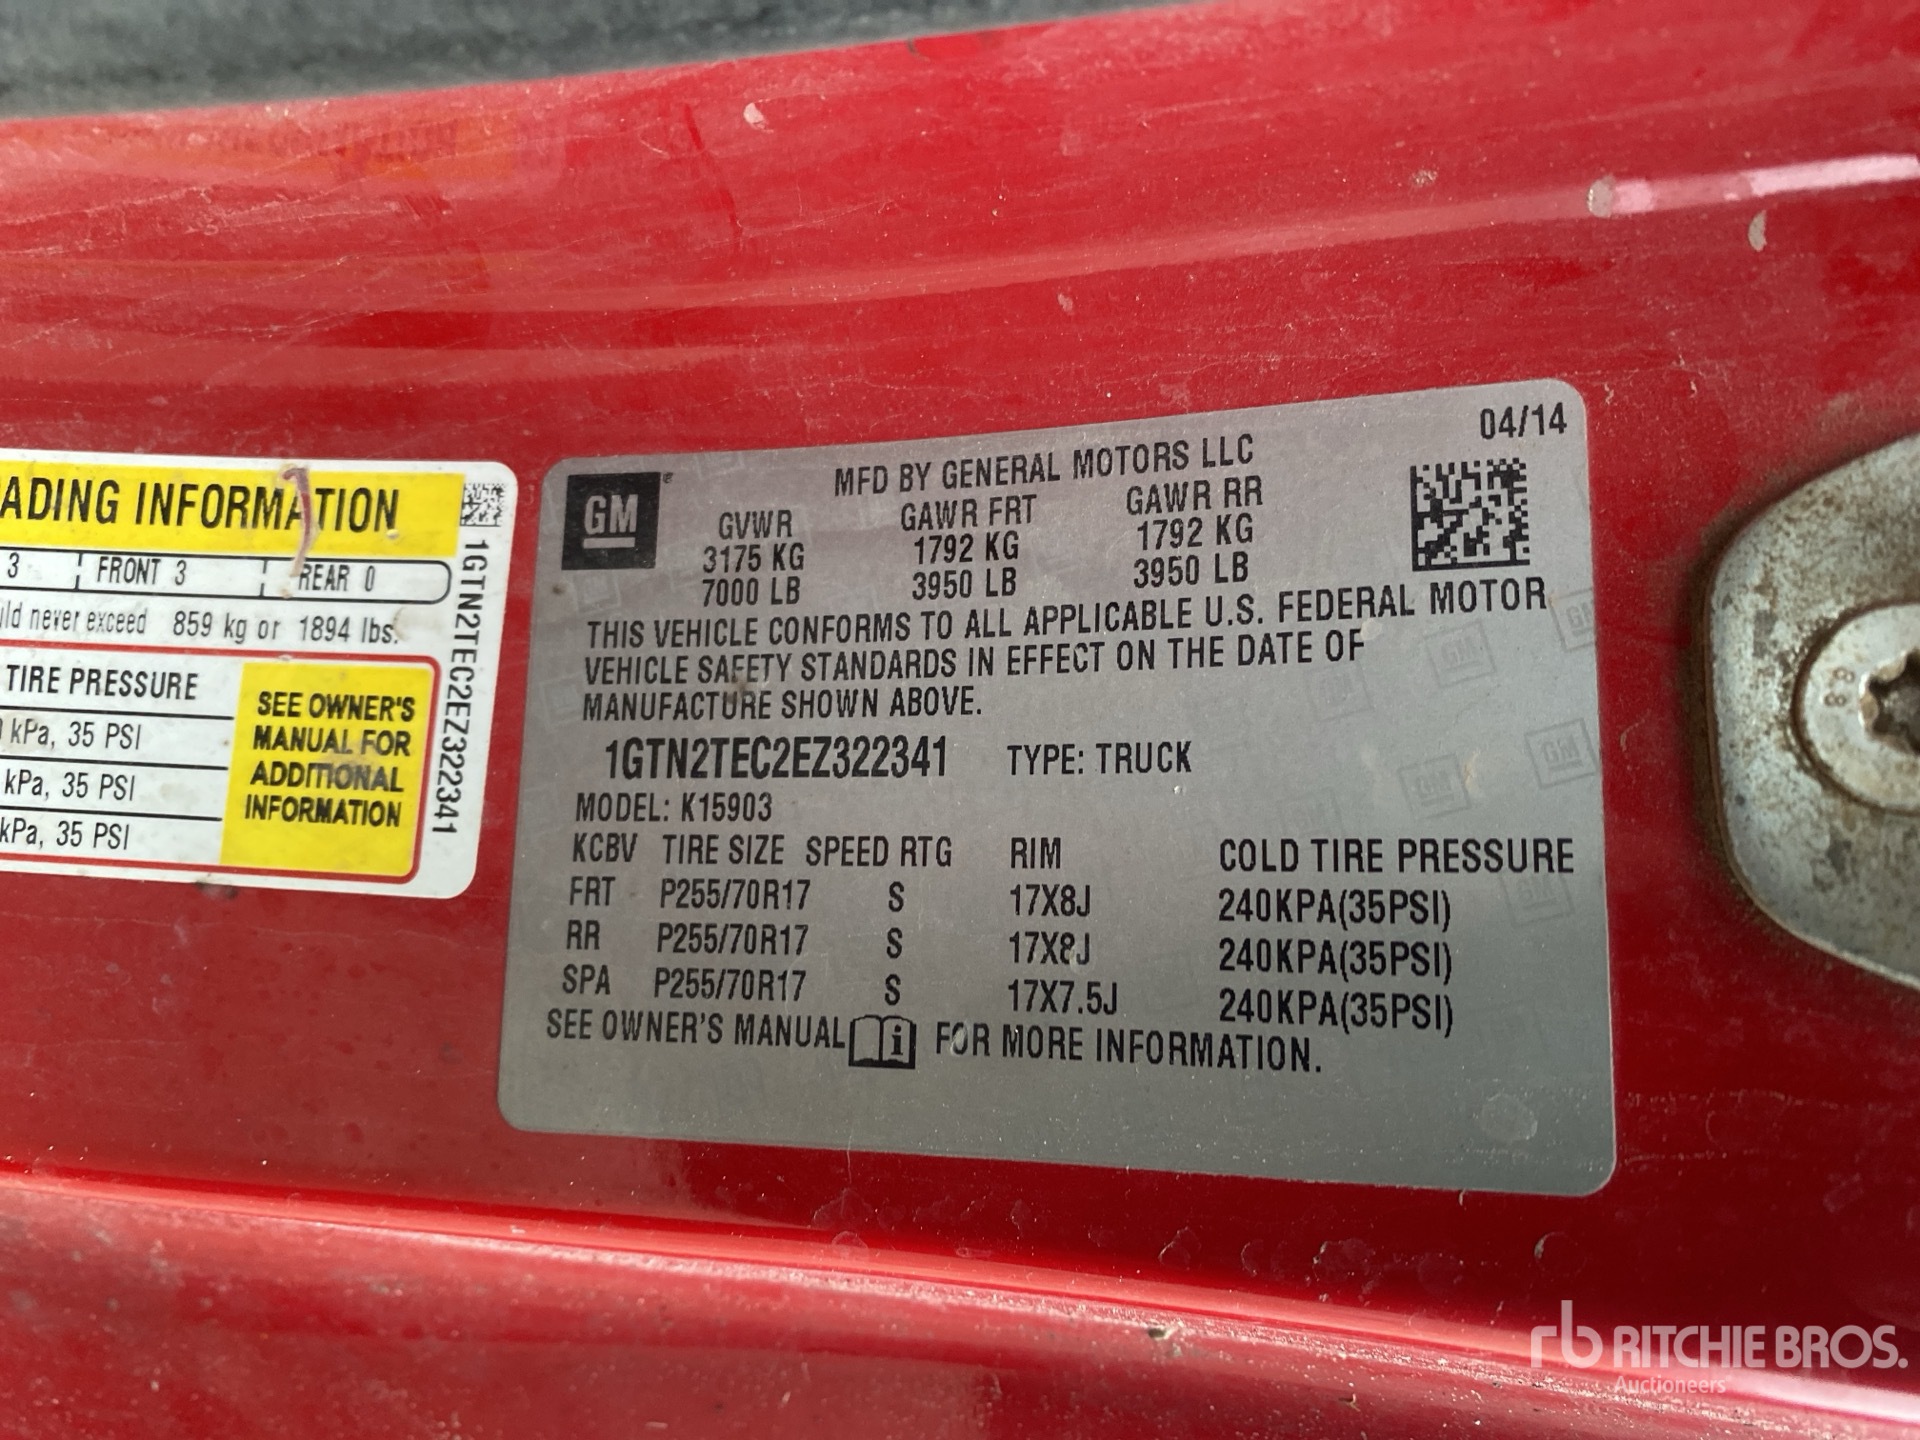 ADING INFORMATION
3 FRONT 3 REAR 0
uld never exceed 859 kg or 1894 lbs.
TIRE PRESSURE
kPa, 35 PSI
kPa, 35 PSI
kPa, 35 PSI
SEE OWNER'S
MANUAL FOR
ADDITIONAL
INFORMATION
1GTN2TEC2EZ322341
GM
04/14
MFD BY GENERAL MOTORS LLC
GVWR GAWR FRT GAWR RR
3175 KG 1792 KG 1792 KG
7000 LB 3950 LB 3950 LB
THIS VEHICLE CONFORMS TO ALL APPLICABLE U.S. FEDERAL MOTOR
VEHICLE SAFETY STANDARDS IN EFFECT ON THE DATE OF
MANUFACTURE SHOWN ABOVE.
1GTN2TEC2EZ322341 TYPE: TRUCK
MODEL: K15903
KCBV TIRE SIZE SPEED RTG RIM COLD TIRE PRESSURE
FRT P255/70R17 S 17X8J 240KPA(35PSI)
RR P255/70R17 S 17X8J 240KPA(35PSI)
SPA P255/70R17 S 17X7.5J 240KPA(35PSI)
SEE OWNER'S MANUAL i FOR MORE INFORMATION.
88
rb RITCHIE BROS.
Auctioneers